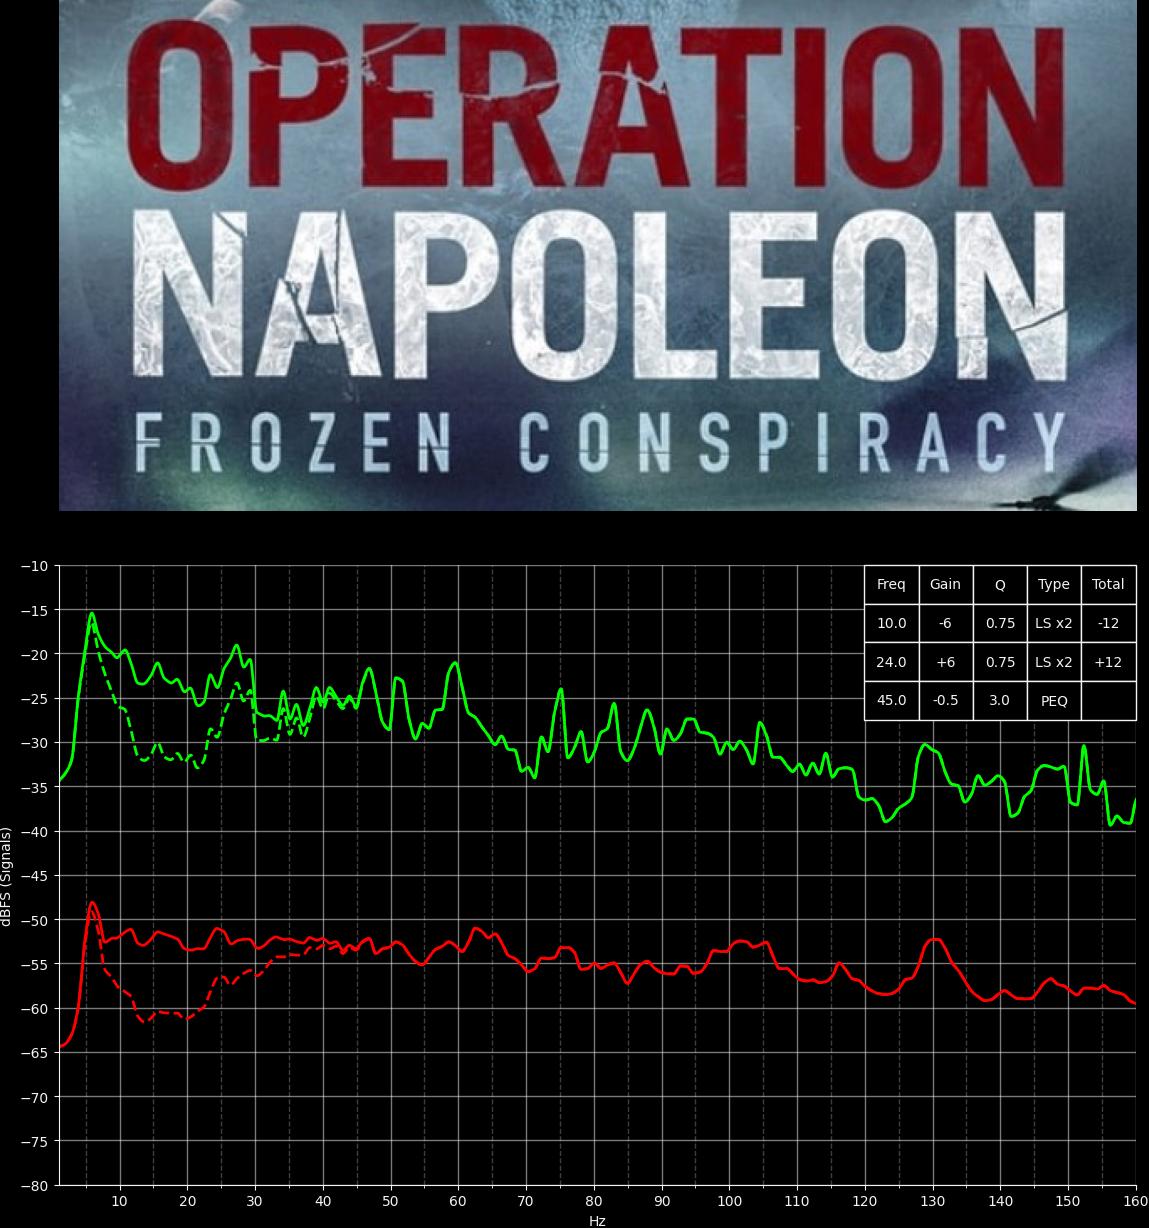 OPERATION
NAPOLEON
FROZEN CONSPIRACY
Freq Gain Q Type Total
10.0 -6 0.75 LS x2 -12
24.0 +6 0.75 LS x2 +12
45.0 -0.5 3.0 PEQ
−10
−15
−20
−25
−30
−35
−40
−45
−50
−55
−60
−65
−70
−75
−80
dBFS (Signals)
10 20 30 40 50 60 70 80 90 100 110 120 130 140 150 160
Hz